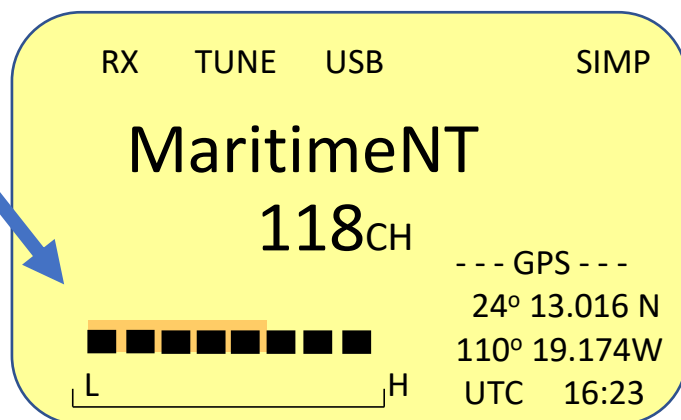 RX TUNE USB SIMP
MaritimeNT
118CH
- - - GPS - - -
24º 13.016 N
110º 19.174W
L H
UTC 16:23